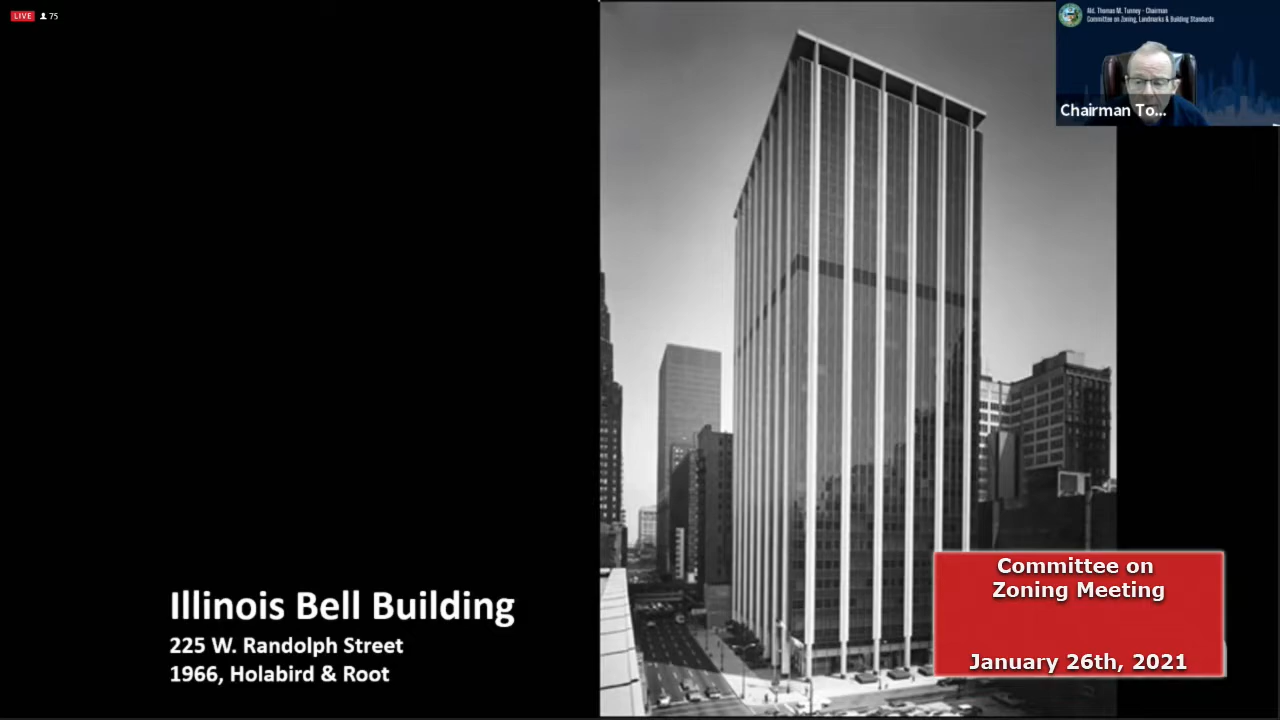 LIVE 75
Ald. Thomas M. Tunney - Chairman
Committee on Zoning, Landmarks & Building Standards
Chairman To...
Illinois Bell Building
225 W. Randolph Street
1966, Holabird & Root
Committee on
Zoning Meeting
January 26th, 2021